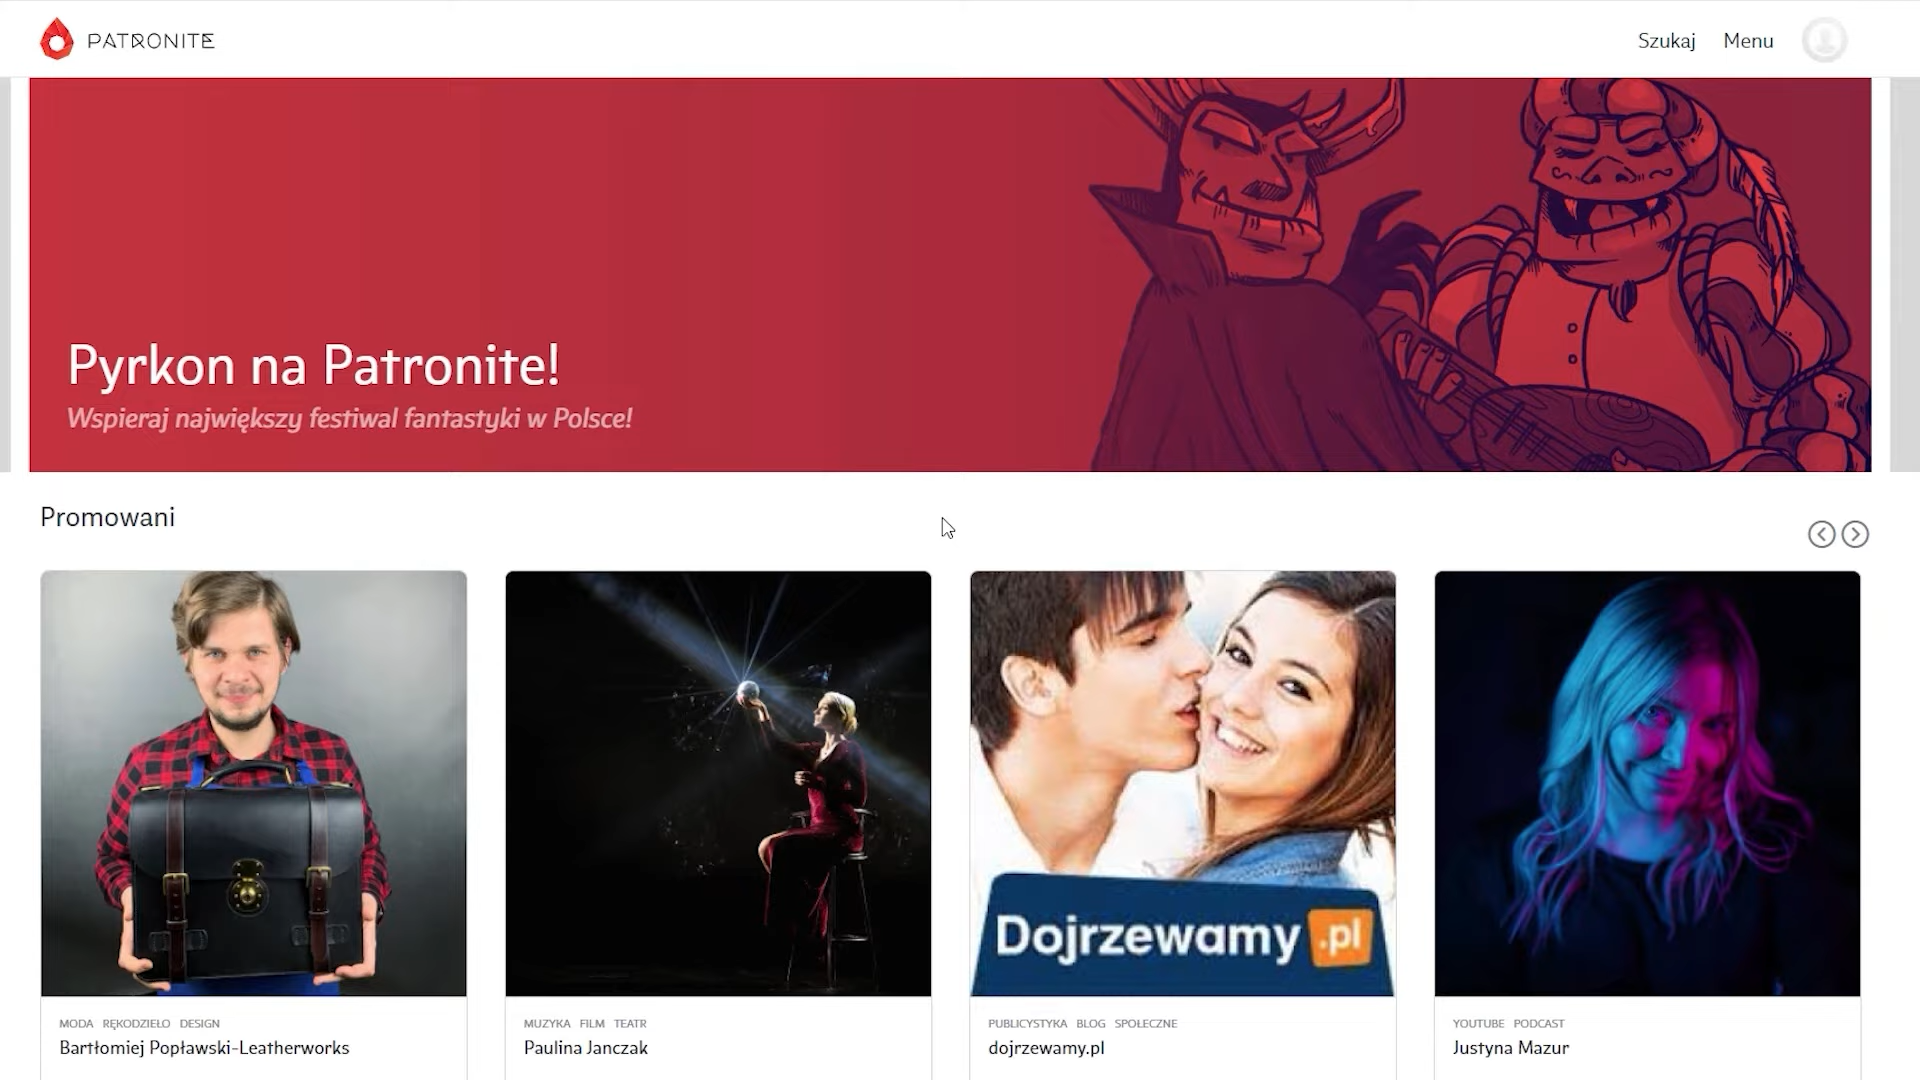 PATRONITE
Szukaj Menu
Pyrkon na Patronite!
Wspieraj największy festiwal fantastyki w Polsce!
Promowani
Dojrzewamy .pl
MODA RĘKODZIEŁO DESIGN
Bartłomiej Popławski-Leatherworks
MUZYKA FILM TEATR
Paulina Janczak
PUBLICYSTYKA BLOG SPOŁECZNE
dojrzewamy.pl
YOUTUBE PODCAST
Justyna Mazur